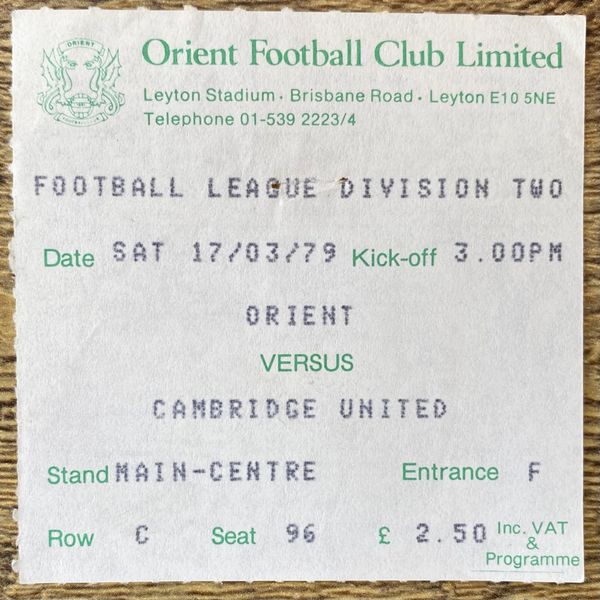 ORIENT
Orient Football Club Limited
Leyton Stadium · Brisbane Road · Leyton E10 5NE
Telephone 01-539 2223/4
FOOTBALL LEAGUE DIVISION TWO
Date SAT 17/03/79 Kick-off 3.00PM
ORIENT
VERSUS
CAMBRIDGE UNITED
Stand MAIN-CENTRE Entrance F
Row C Seat 96 £ 2.50 Inc. VAT
&
Programme